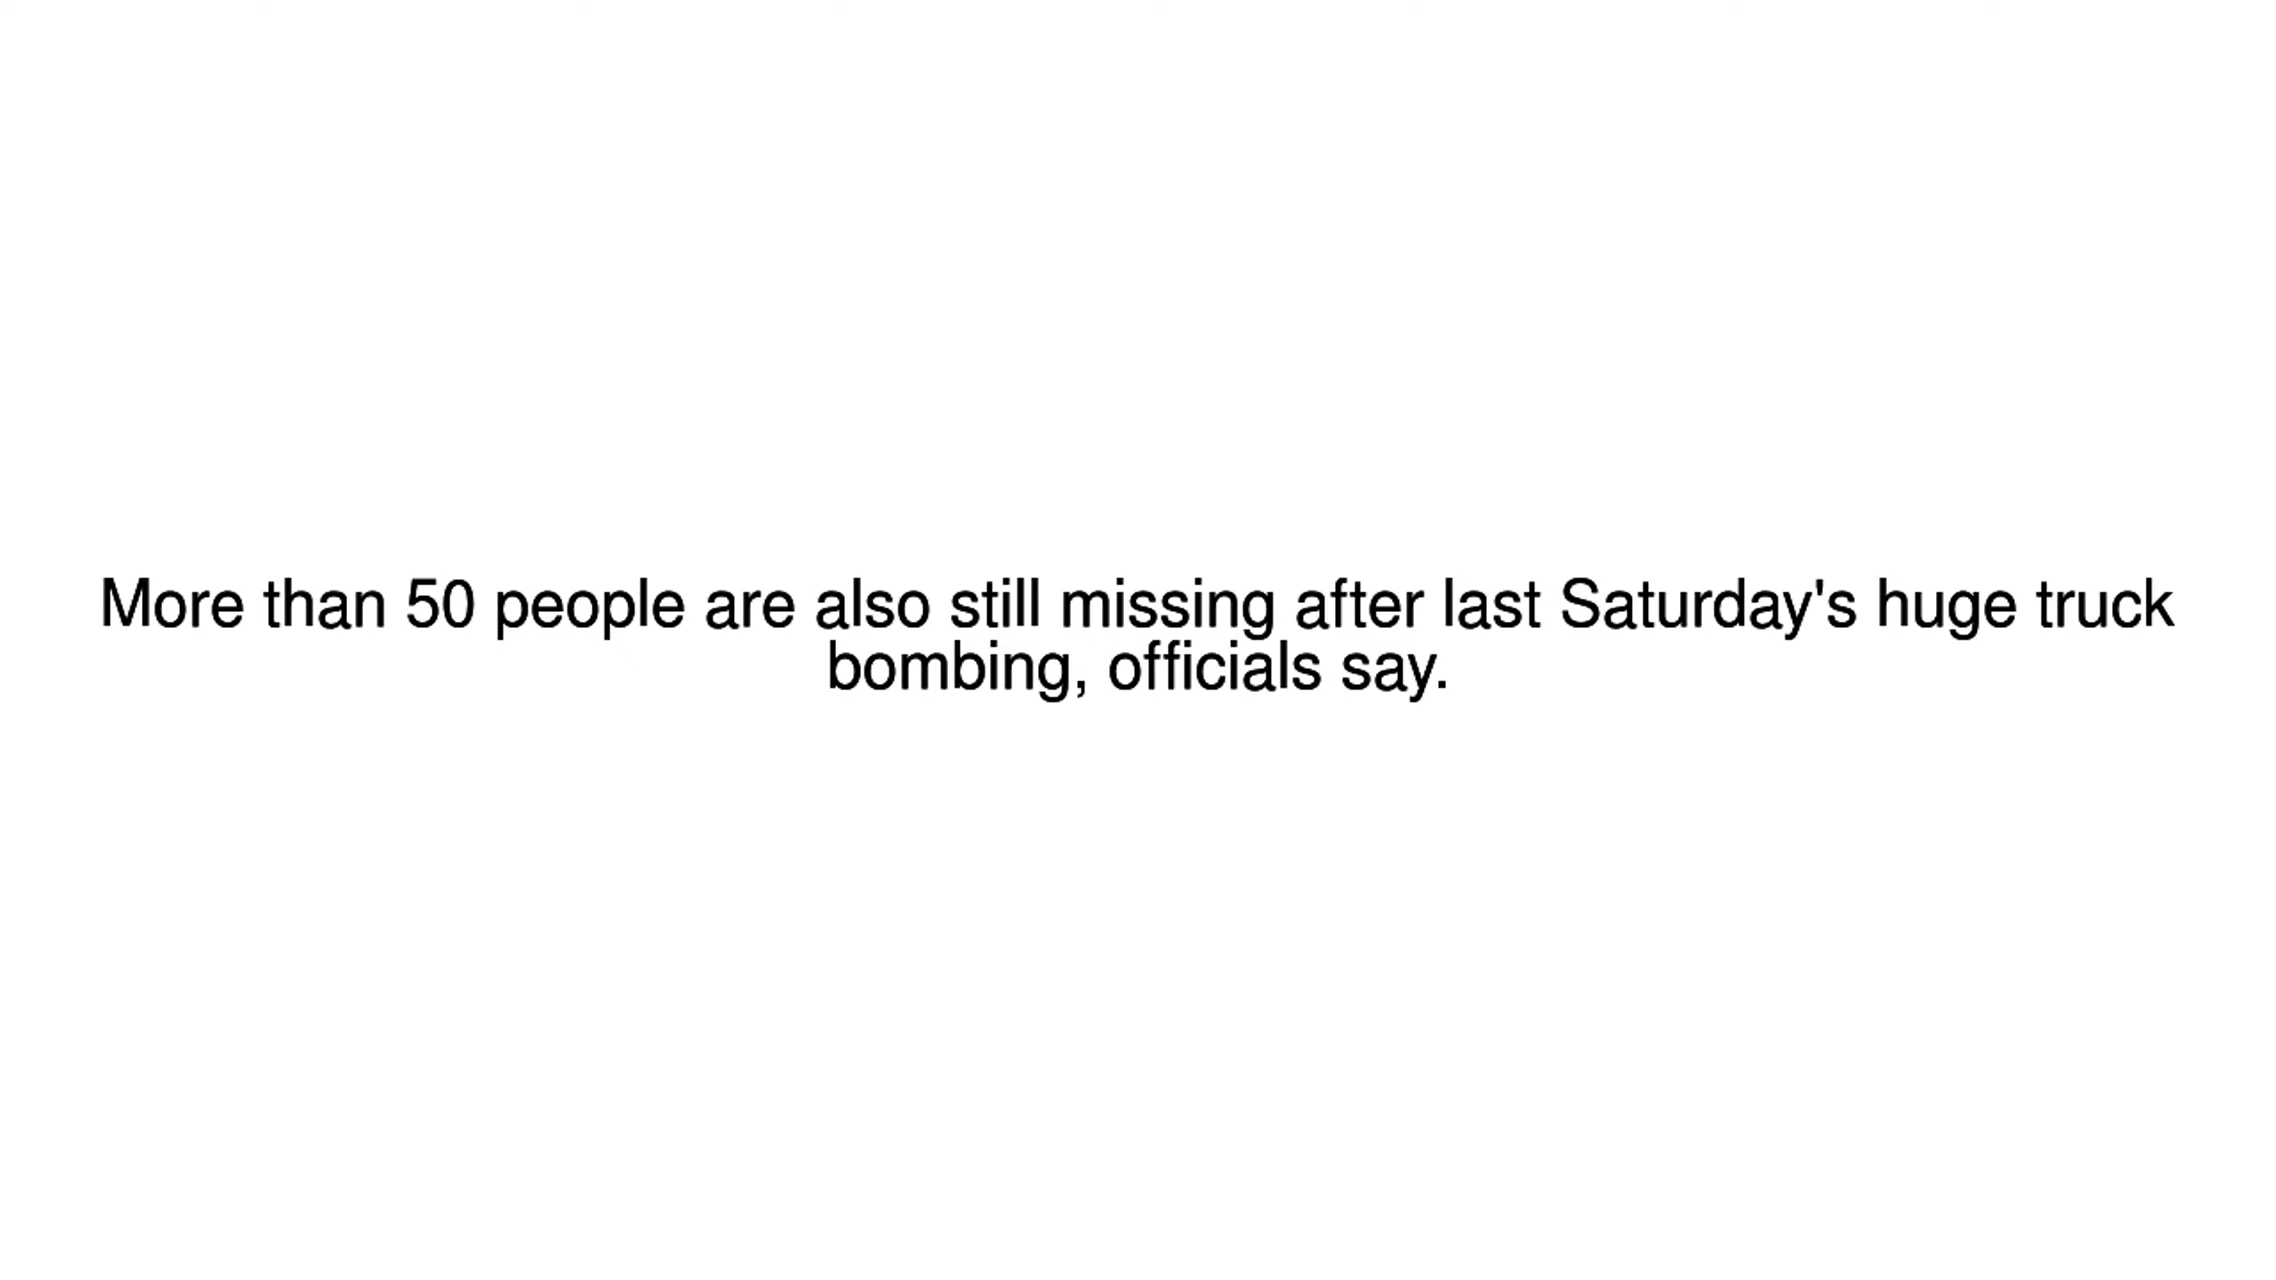 More than 50 people are also still missing after last Saturday's huge truck
bombing, officials say.